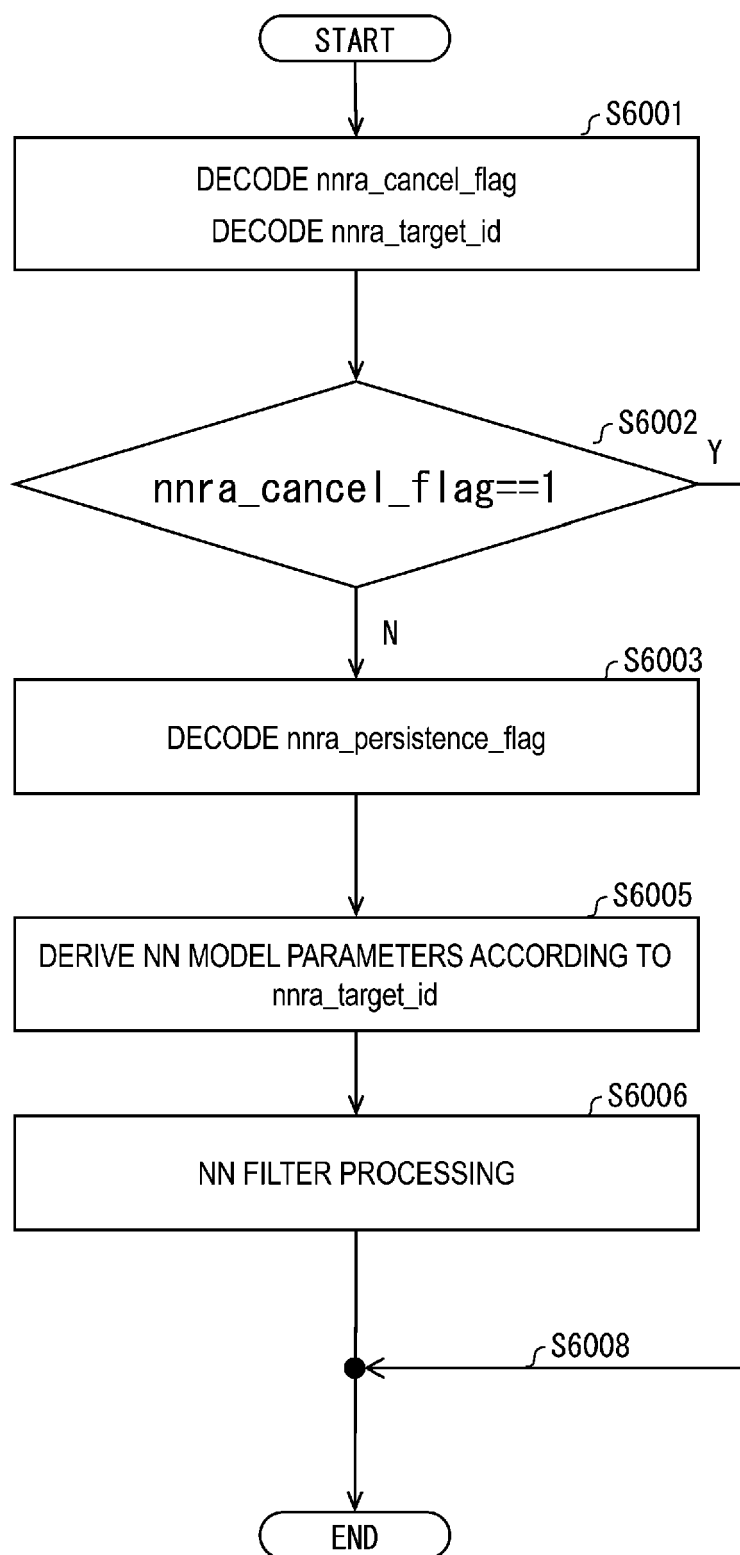 START
S6001
DECODE nnra_cancel_flag
DECODE nnra_target_id
S6002
Y
nnra_cancel_flag==1
N
S6003
DECODE nnra_persistence_flag
S6005
DERIVE NN MODEL PARAMETERS ACCORDING TO
nnra_target_id
S6006
NN FILTER PROCESSING
S6008
END